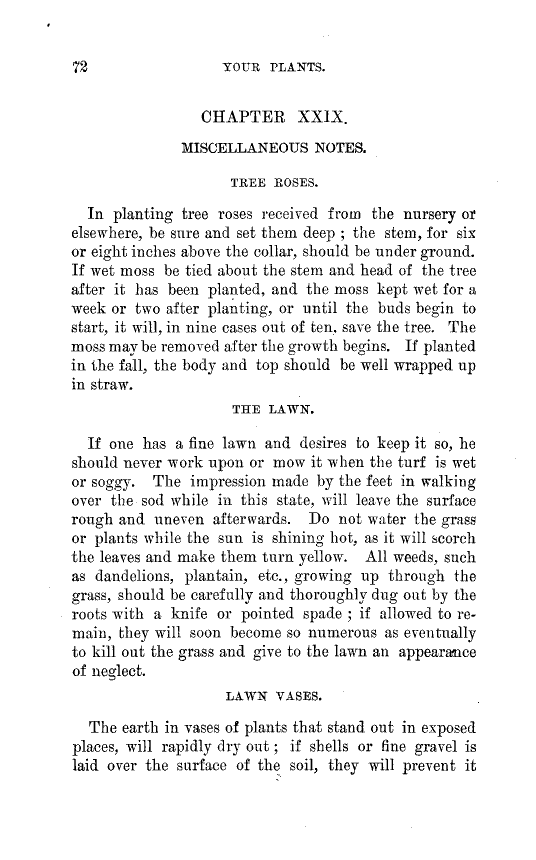 72
YOUR PLANTS.
CHAPTER XXIX.
MISCELLANEOUS NOTES.
TREE ROSES.
In planting tree roses received from the nursery or
elsewhere, be sure and set them deep ; the stem, for six
or eight inches above the collar, should be under ground.
If wet moss be tied about the stem and head of the tree
after it has been planted, and the moss kept wet for a
week or two after planting, or until the buds begin to
start, it will, in nine cases out of ten, save the tree. The
moss may be removed after the growth begins. If planted
in the fall, the body and top should be well wrapped up
in straw.
THE LAWN.
If one has a fine lawn and desires to keep it so, he
should never work upon or mow it when the turf is wet
or soggy. The impression made by the feet in walking
over the sod while in this state, will leave the surface
rough and uneven afterwards. Do not water the grass
or plants while the sun is shining hot, as it will scorch
the leaves and make them turn yellow. All weeds, such
as dandelions, plantain, etc., growing up through the
grass, should be carefully and thoroughly dug out by the
roots with a knife or pointed spade ; if allowed to re-
main, they will soon become so numerous as eventually
to kill out the grass and give to the lawn an appearance
of neglect.
LAWN VASES.
The earth in vases of plants that stand out in exposed
places, will rapidly dry out ; if shells or fine gravel is
laid over the surface of the soil, they will prevent it